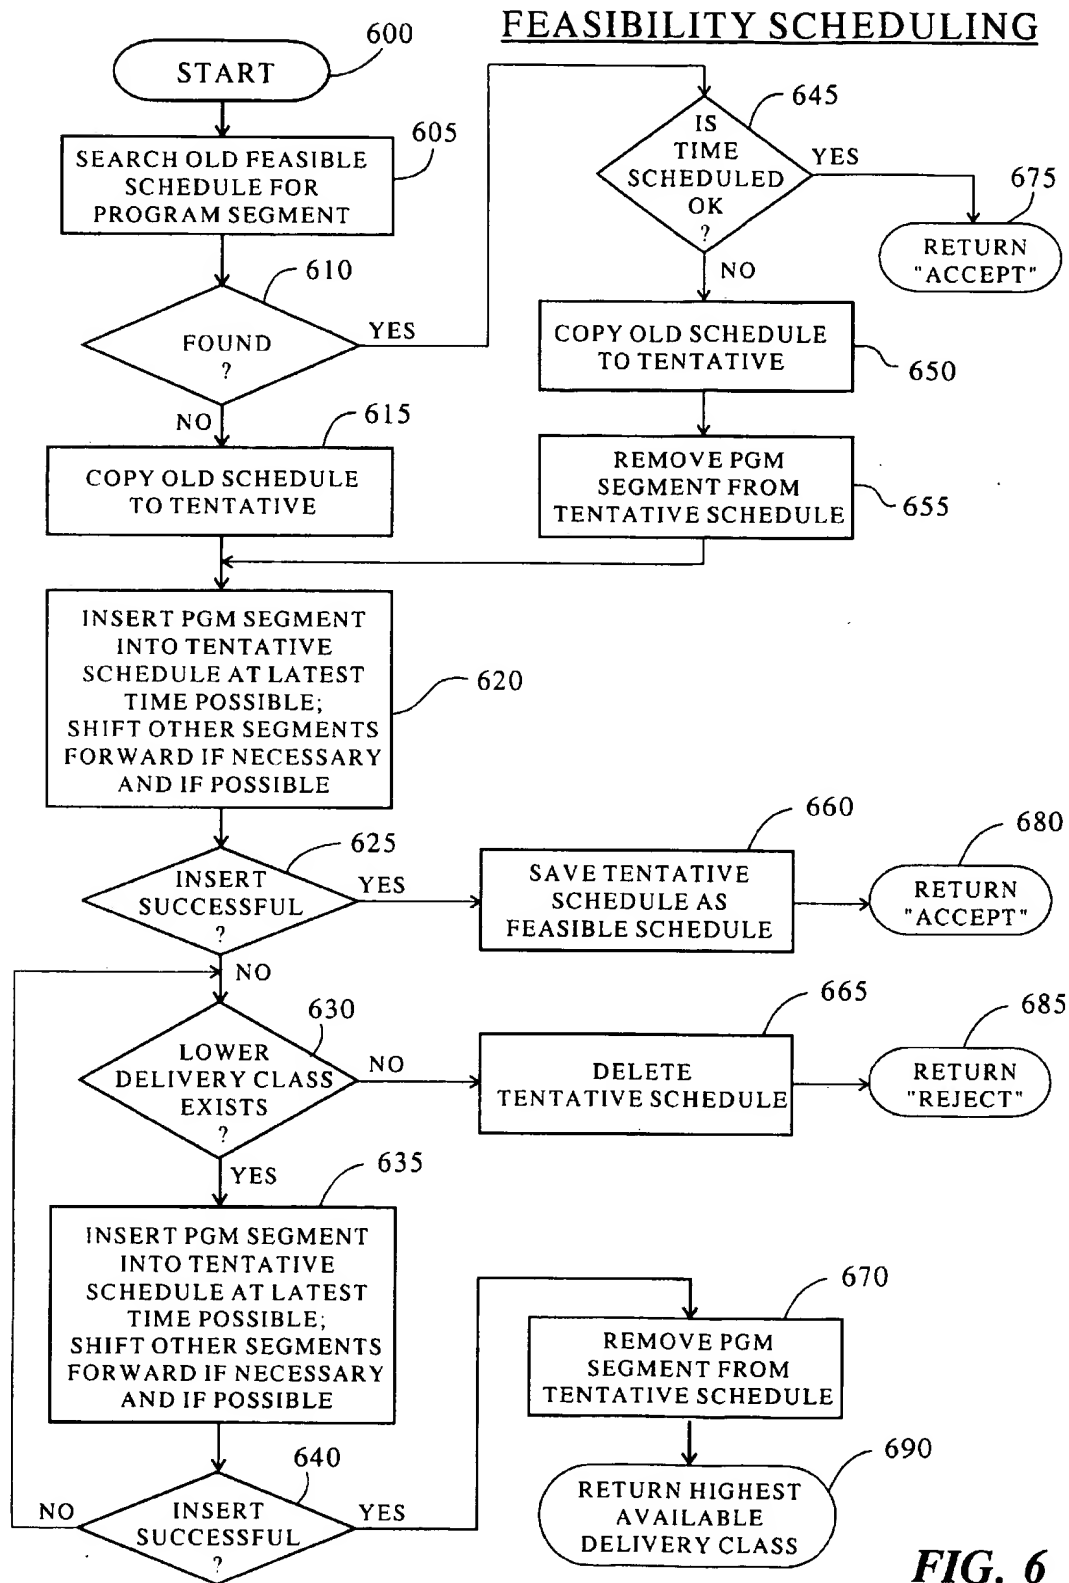 FEASIBILITY SCHEDULING
600
START
605
SEARCH OLD FEASIBLE
SCHEDULE FOR
PROGRAM SEGMENT
610
FOUND
?
YES
NO
615
COPY OLD SCHEDULE
TO TENTATIVE
645
IS
TIME
SCHEDULED
OK
?
YES
675
RETURN
"ACCEPT"
NO
COPY OLD SCHEDULE
TO TENTATIVE
650
REMOVE PGM
SEGMENT FROM
TENTATIVE SCHEDULE
655
INSERT PGM SEGMENT
INTO TENTATIVE
SCHEDULE AT LATEST
TIME POSSIBLE;
SHIFT OTHER SEGMENTS
FORWARD IF NECESSARY
AND IF POSSIBLE
620
625
INSERT
SUCCESSFUL
?
YES
660
SAVE TENTATIVE
SCHEDULE AS
FEASIBLE SCHEDULE
680
RETURN
"ACCEPT"
NO
630
LOWER
DELIVERY CLASS
EXISTS
?
NO
665
DELETE
TENTATIVE SCHEDULE
685
RETURN
"REJECT"
YES
635
INSERT PGM SEGMENT
INTO TENTATIVE
SCHEDULE AT LATEST
TIME POSSIBLE;
SHIFT OTHER SEGMENTS
FORWARD IF NECESSARY
AND IF POSSIBLE
640
INSERT
SUCCESSFUL
?
NO
YES
670
REMOVE PGM
SEGMENT FROM
TENTATIVE SCHEDULE
690
RETURN HIGHEST
AVAILABLE
DELIVERY CLASS
FIG. 6